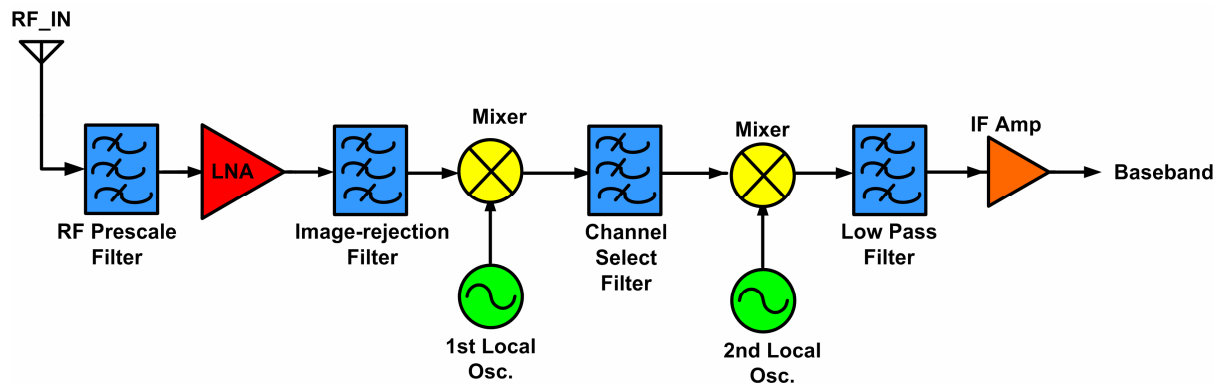 RF_IN
RF Prescale
Filter
LNA
Image-rejection
Filter
Mixer
1st Local
Osc.
Channel
Select
Filter
Mixer
2nd Local
Osc.
Low Pass
Filter
IF Amp
Baseband